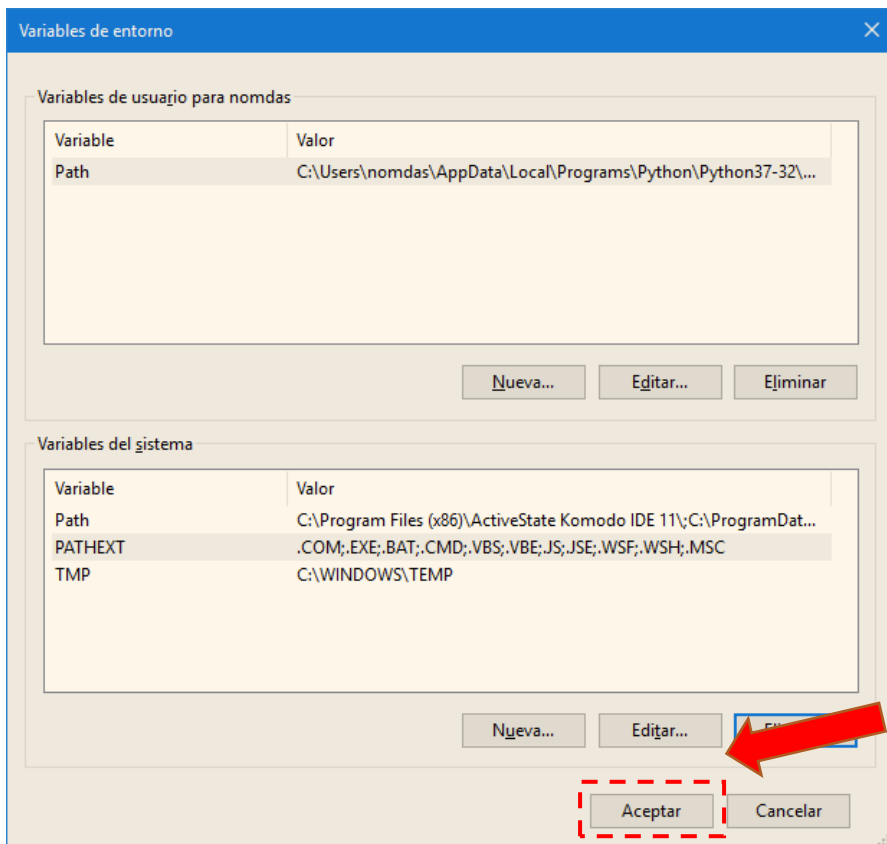 Variables de entorno
Variables de usuario para nomdas
Variable Valor
Path C:\Users\nomdas\AppData\Local\Programs\Python\Python37-32\...
Nueva... Editar... Eliminar
Variables del sistema
Variable Valor
Path C:\Program Files (x86)\ActiveState Komodo IDE 11\;C:\ProgramDat...
PATHEXT .COM;.EXE;.BAT;.CMD;.VBS;.VBE;.JS;.JSE;.WSF;.WSH;.MSC
TMP C:\WINDOWS\TEMP
Nueva... Editar...
Aceptar Cancelar